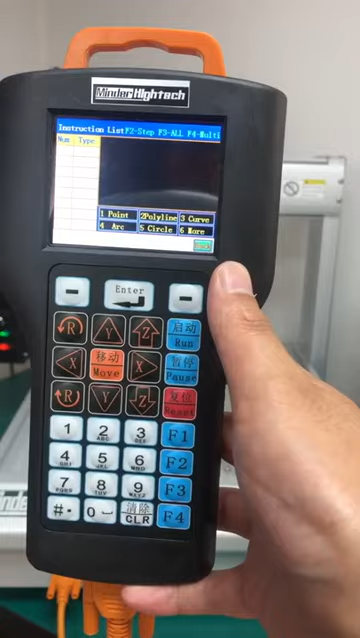 MinderHightech
Instruction List F2-Step F3-ALL F4-Multi
Num Type
1 Point 2Polyline 3 Curve
4 Arc 5 Circle 6 More
Enter
R Y Z 启动 Run
X 移动 Move X 暂停 Pause
R Y Z 复位 Reset
1 2 ABC 3 DEF F1
4 GHI 5 JKL 6 MNO F2
7 PQRS 8 TUV 9 WXYZ F3
#· 0 清除 CLR F4
Minder